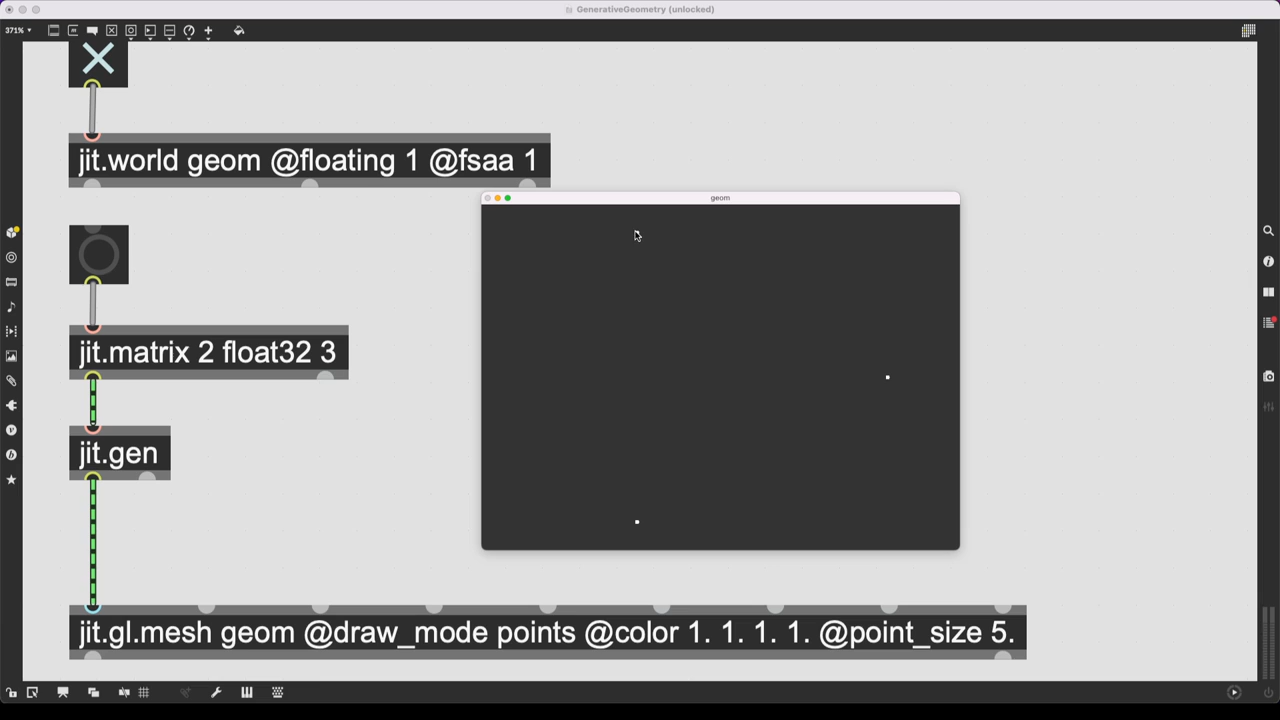 GenerativeGeometry (unlocked)
371%
jit.world geom @floating 1 @fsaa 1
geom
jit.matrix 2 float32 3
jit.gen
jit.gl.mesh geom @draw_mode points @color 1. 1. 1. 1. @point_size 5.